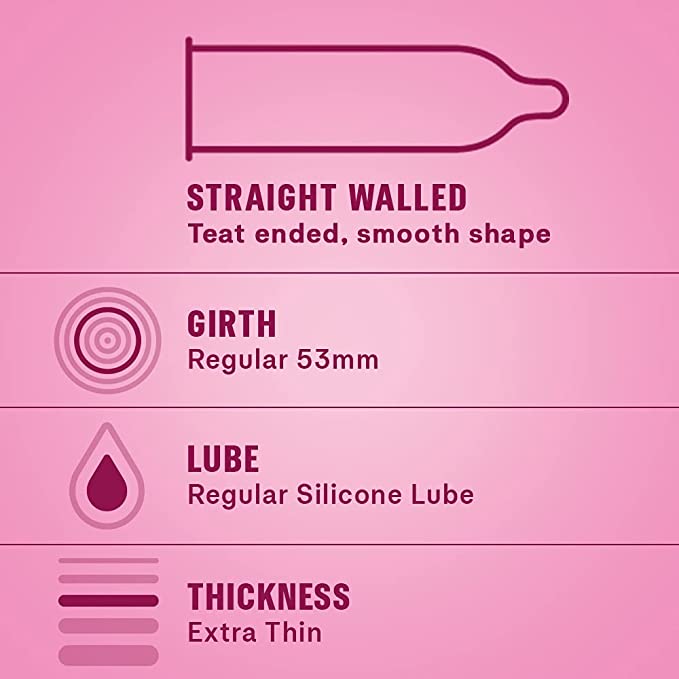 STRAIGHT WALLED
Teat ended, smooth shape
GIRTH
Regular 53mm
LUBE
Regular Silicone Lube
THICKNESS
Extra Thin